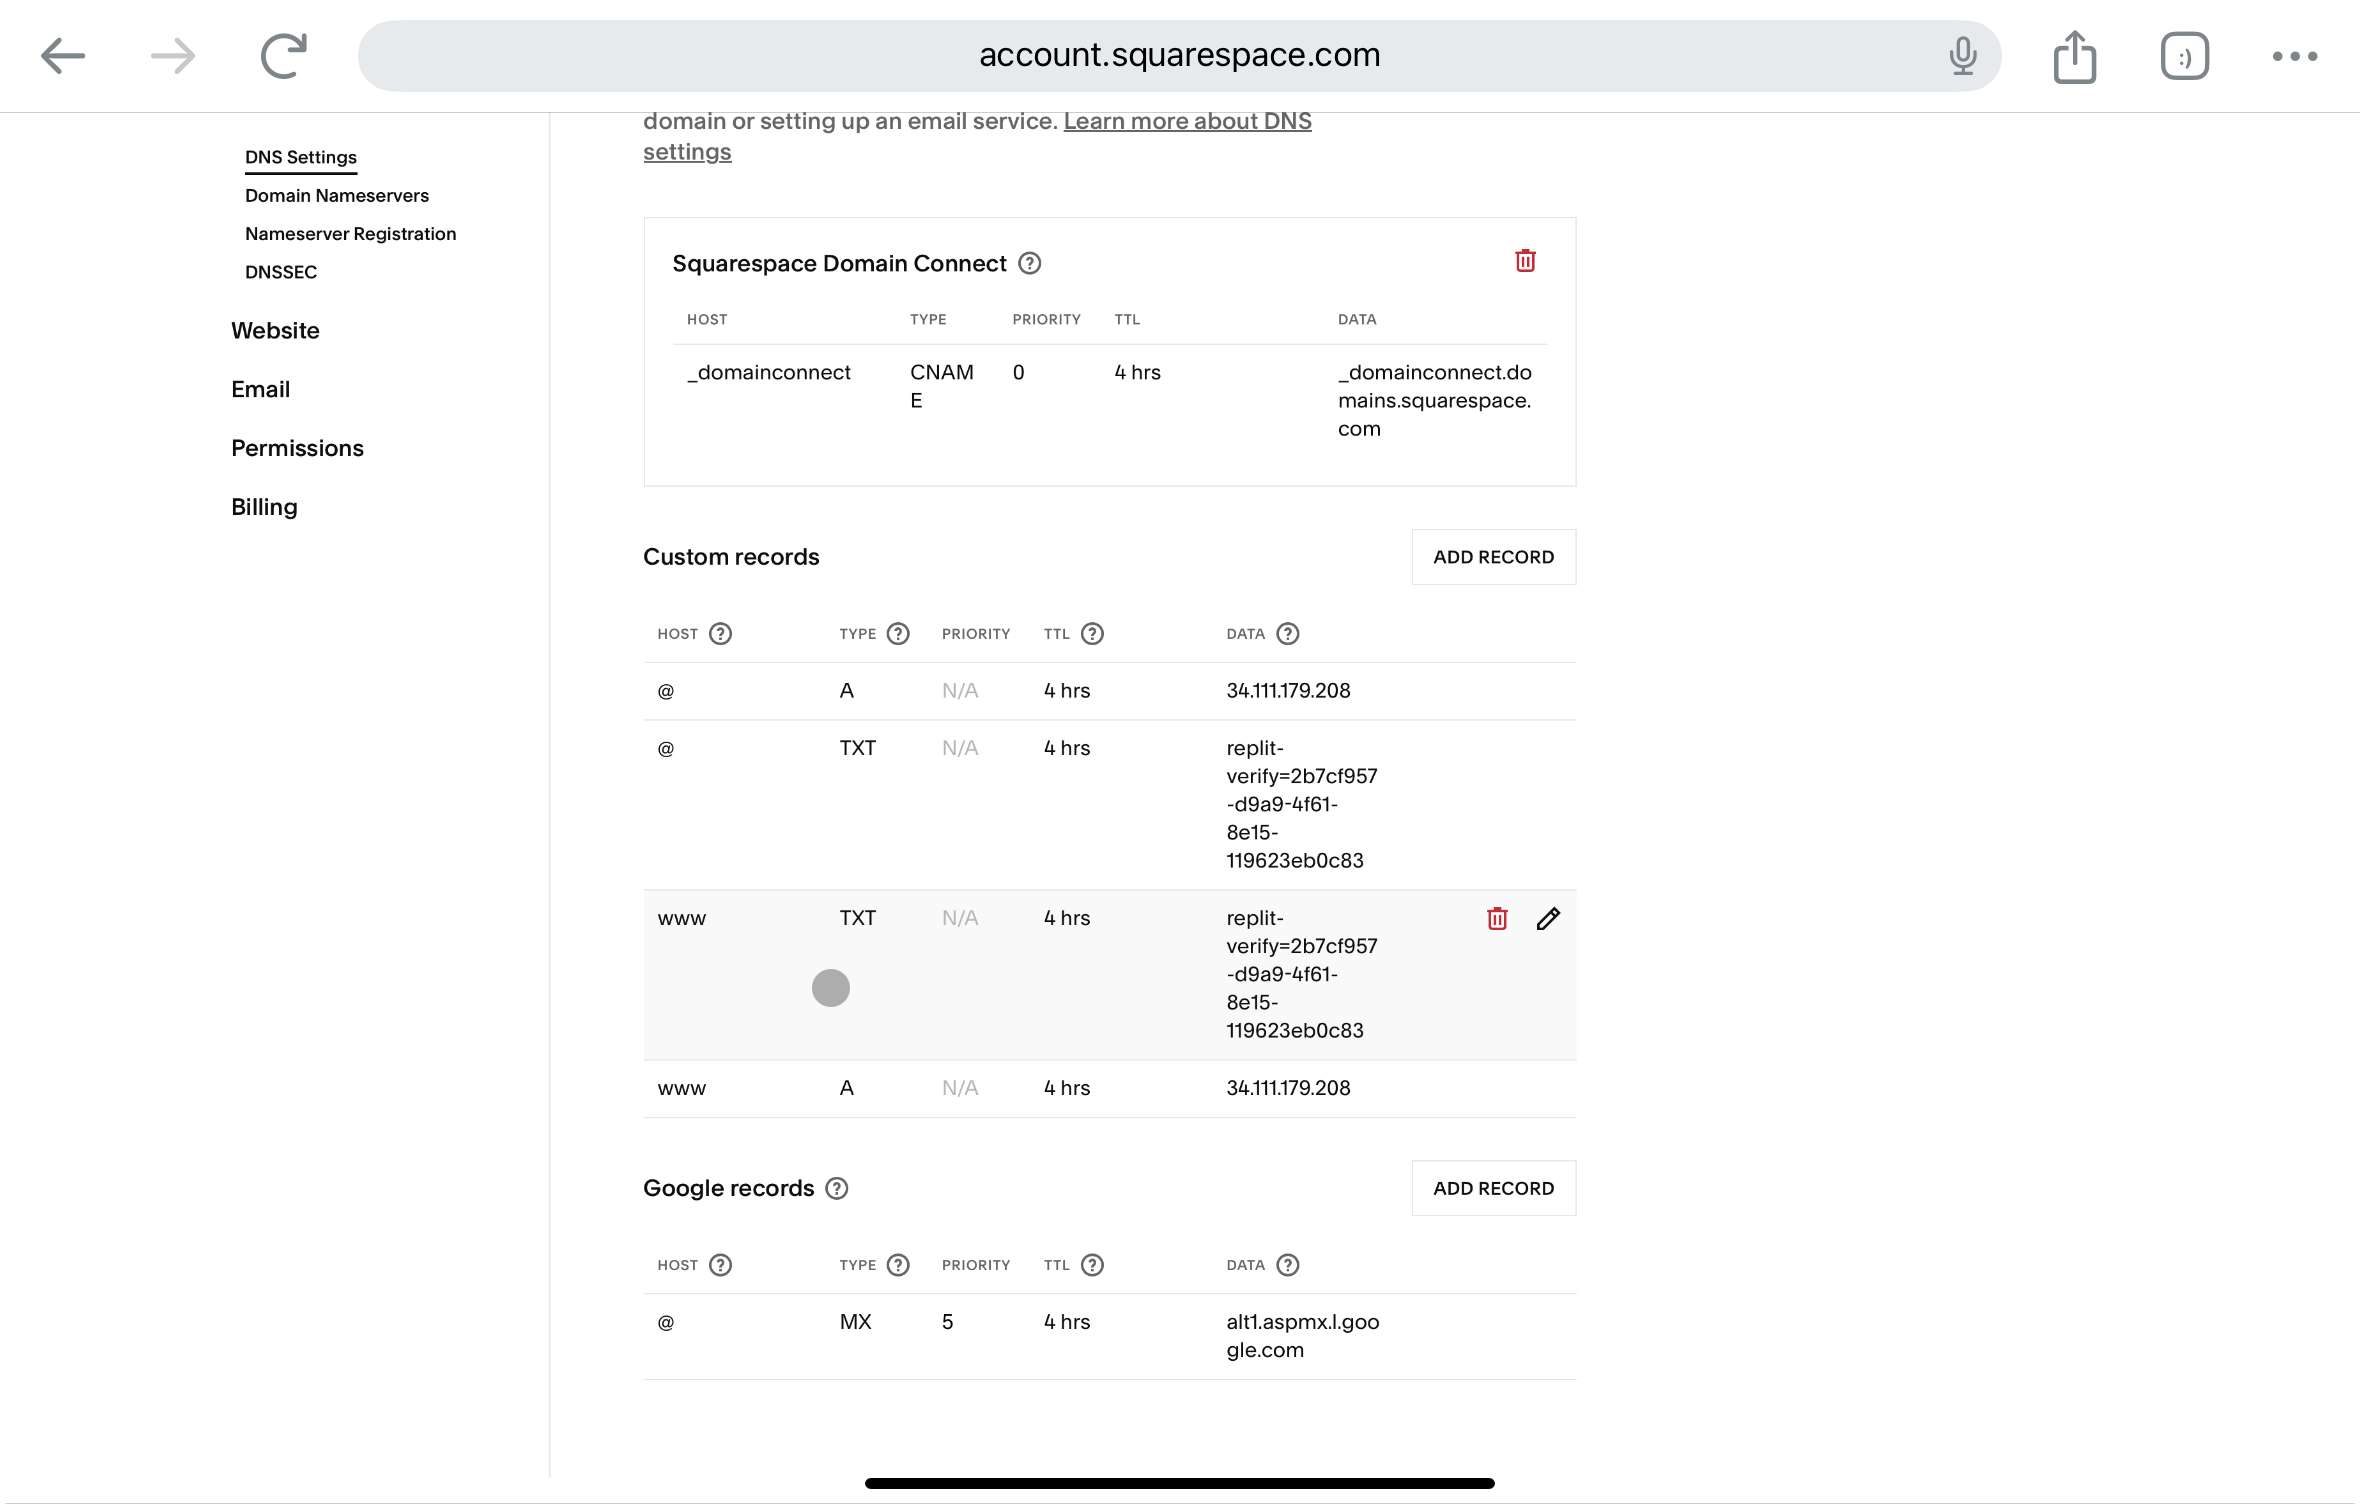 account.squarespace.com
:)
domain or setting up an email service. Learn more about DNS
settings
DNS Settings
Domain Nameservers
Nameserver Registration
DNSSEC
Website
Email
Permissions
Billing
Squarespace Domain Connect ?
HOST TYPE PRIORITY TTL DATA
_domainconnect CNAM 0 4 hrs _domainconnect.do
E mains.squarespace.
com
Custom records ADD RECORD
HOST ? TYPE ? PRIORITY TTL ? DATA ?
@ A N/A 4 hrs 34.111.179.208
@ TXT N/A 4 hrs replit-
verify=2b7cf957
-d9a9-4f61-
8e15-
119623eb0c83
www TXT N/A 4 hrs replit-
verify=2b7cf957
-d9a9-4f61-
8e15-
119623eb0c83
www A N/A 4 hrs 34.111.179.208
Google records ? ADD RECORD
HOST ? TYPE ? PRIORITY TTL ? DATA ?
@ MX 5 4 hrs alt1.aspmx.l.goo
gle.com